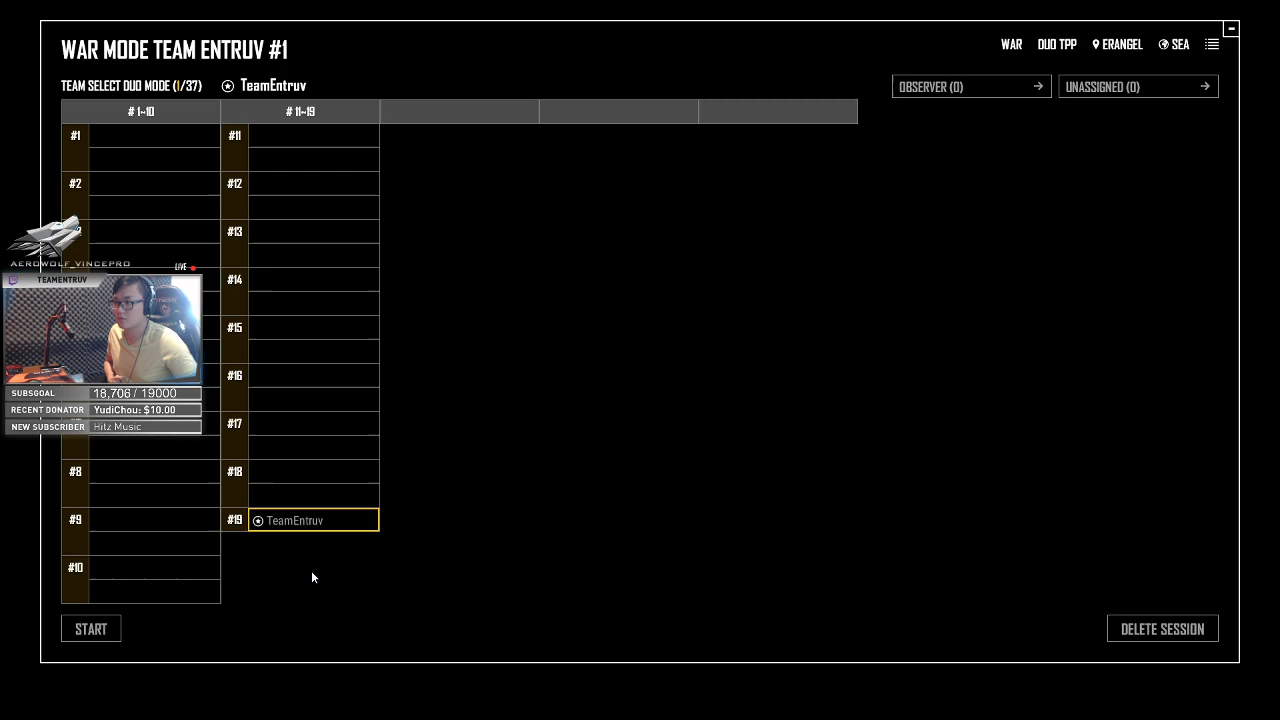 WAR MODE TEAM ENTRUV #1
WAR DUO TPP ERANGEL SEA
TEAM SELECT DUO MODE (1/37) TeamEntruv
OBSERVER (0) UNASSIGNED (0)
# 1~10 # 11~19
#1 #11
#2 #12
#13
AEROWOLF_VINCEPRO
LIVE
TEAMENTRUV
#14
#15
#16
SUBSGOAL 18,706 / 19000
RECENT DONATOR YudiChou: $10.00
NEW SUBSCRIBER Hitz Music
#17
#8 #18
#9 #19 TeamEntruv
#10
START DELETE SESSION